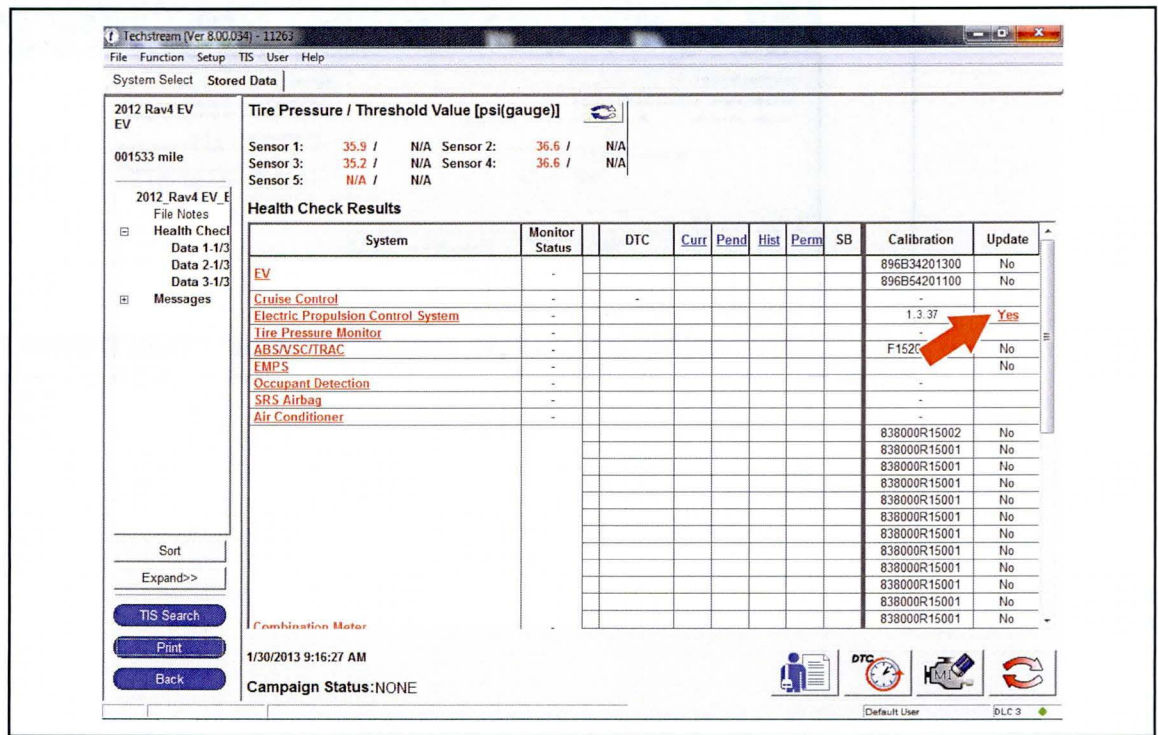 Techstream (Ver 8.00.034) - 11263
File Function Setup TIS User Help
System Select Stored Data
2012 Rav4 EV
EV
001533 mile
2012_Rav4 EV_E
File Notes
Health Checl
Data 1-1/3
Data 2-1/3
Data 3-1/3
Messages
Sort
Expand>>
TIS Search
Print
Back
Tire Pressure / Threshold Value [psi(gauge)]
Sensor 1: 35.9 / N/A Sensor 2: 36.6 / N/A
Sensor 3: 35.2 / N/A Sensor 4: 36.6 / N/A
Sensor 5: N/A / N/A
Health Check Results
System Monitor Status DTC Curr Pend Hist Perm SB Calibration Update
EV - 896B34201300 No
896B54201100 No
Cruise Control - - -
Electric Propulsion Control System - 1.3.37 Yes
Tire Pressure Monitor - -
ABS/VSC/TRAC - F1520 No
EMPS - No
Occupant Detection - -
SRS Airbag - -
Air Conditioner - -
838000R15002 No
838000R15001 No
838000R15001 No
838000R15001 No
838000R15001 No
838000R15001 No
838000R15001 No
838000R15001 No
838000R15001 No
838000R15001 No
838000R15001 No
Combination Meter - 838000R15001 No
1/30/2013 9:16:27 AM
Campaign Status:NONE
DTC
MI
Default User DLC 3